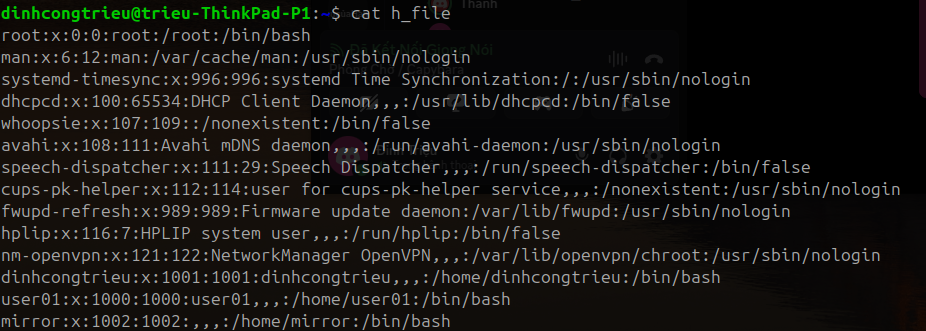 Thanh
dinhcongtrieu@trieu-ThinkPad-P1:~$ cat h_file
root:x:0:0:root:/root:/bin/bash
man:x:6:12:man:/var/cache/man:/usr/sbin/nologin
systemd-timesync:x:996:996:systemd Time Synchronization:/:/usr/sbin/nologin
dhcpcd:x:100:65534:DHCP Client Daemon,,,:/usr/lib/dhcpcd:/bin/false
whoopsie:x:107:109::/nonexistent:/bin/false
avahi:x:108:111:Avahi mDNS daemon,,,:/run/avahi-daemon:/usr/sbin/nologin
speech-dispatcher:x:111:29:Speech Dispatcher,,,:/run/speech-dispatcher:/bin/false
cups-pk-helper:x:112:114:user for cups-pk-helper service,,,:/nonexistent:/usr/sbin/nologin
fwupd-refresh:x:989:989:Firmware update daemon:/var/lib/fwupd:/usr/sbin/nologin
hplip:x:116:7:HPLIP system user,,,:/run/hplip:/bin/false
nm-openvpn:x:121:122:NetworkManager OpenVPN,,,:/var/lib/openvpn/chroot:/usr/sbin/nologin
dinhcongtrieu:x:1001:1001:dinhcongtrieu,,,:/home/dinhcongtrieu:/bin/bash
user01:x:1000:1000:user01,,,:/home/user01:/bin/bash
mirror:x:1002:1002:,,,:/home/mirror:/bin/bash